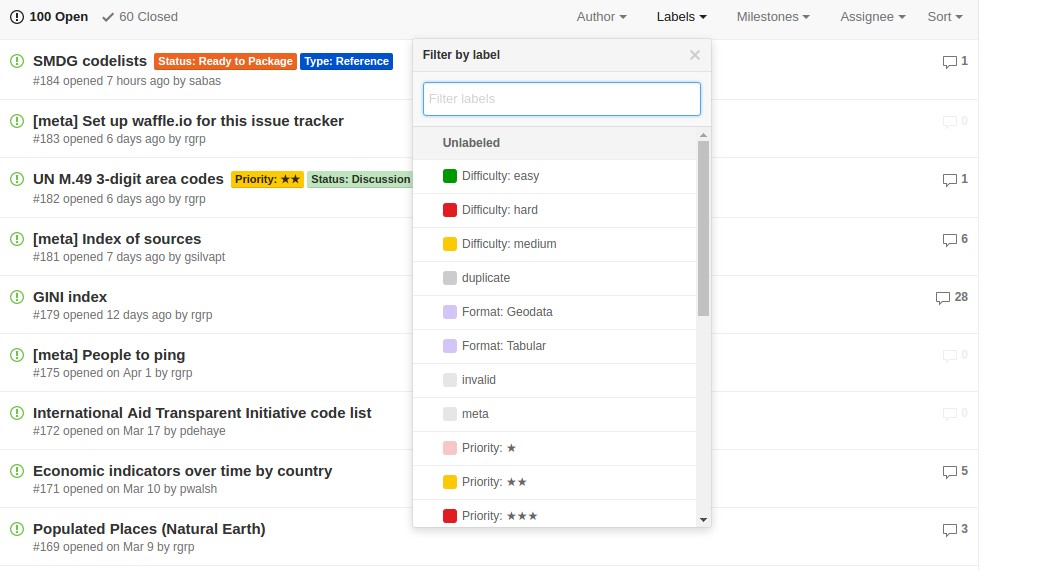 100 Open 60 Closed Author Labels Milestones Assignee Sort
SMDG codelists Status: Ready to Package Type: Reference 1
#184 opened 7 hours ago by sabas
[meta] Set up waffle.io for this issue tracker 0
#183 opened 6 days ago by rgrp
UN M.49 3-digit area codes Priority: ★★ Status: Discussion 1
#182 opened 6 days ago by rgrp
[meta] Index of sources 6
#181 opened 7 days ago by gsilvapt
GINI index 28
#179 opened 12 days ago by rgrp
[meta] People to ping 0
#175 opened on Apr 1 by rgrp
International Aid Transparent Initiative code list 0
#172 opened on Mar 17 by pdehaye
Economic indicators over time by country 5
#171 opened on Mar 10 by pwalsh
Populated Places (Natural Earth) 3
#169 opened on Mar 9 by rgrp
Filter by label
Filter labels
Unlabeled
Difficulty: easy
Difficulty: hard
Difficulty: medium
duplicate
Format: Geodata
Format: Tabular
invalid
meta
Priority: ★
Priority: ★★
Priority: ★★★